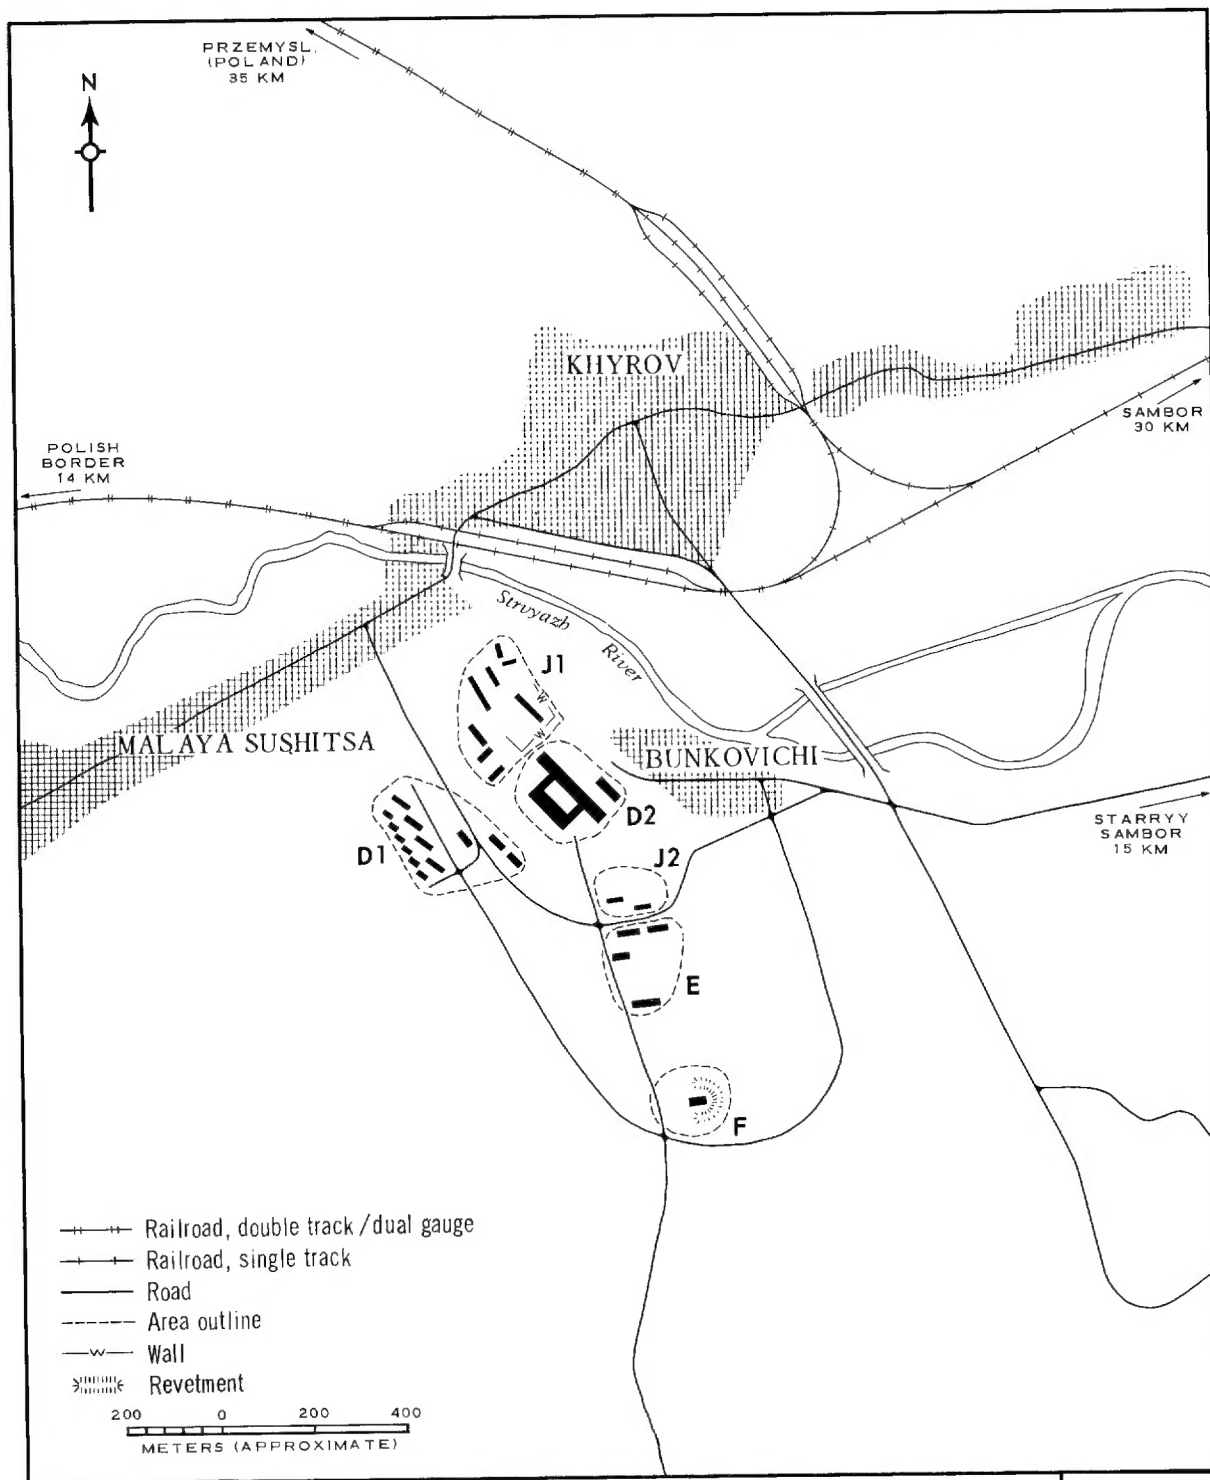 PRZEMYSL,
(POLAND)
35 KM
N
KHYROV
SAMBOR
30 KM
POLISH
BORDER
14 KM
Strvyazh
River
J1
MALAYA SUSHITSA
BUNKOVICHI
D2
STARRYY
SAMBOR
15 KM
D1
J2
E
F
Railroad, double track/dual gauge
Railroad, single track
Road
Area outline
W
W
—w— Wall
Revetment
200 0 200 400
METERS (APPROXIMATE)